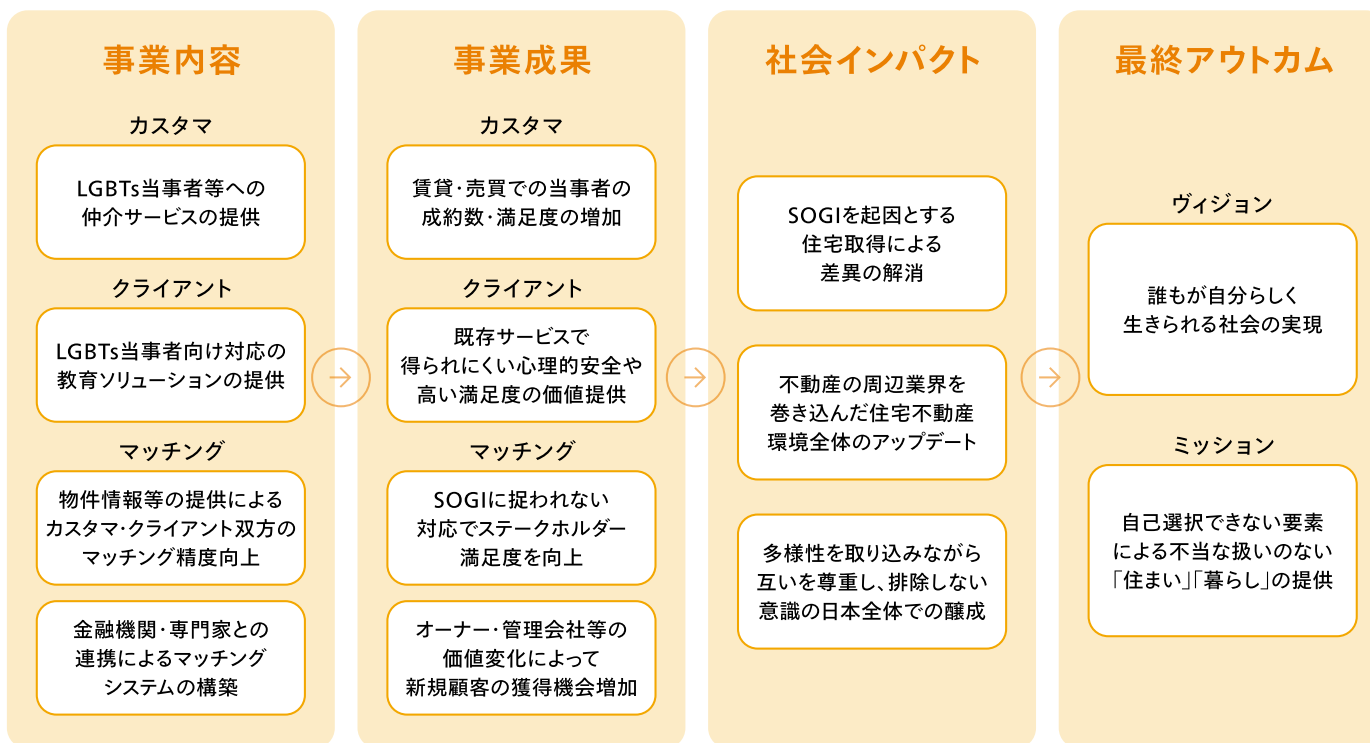 事業内容
カスタマ
LGBTs当事者等への
仲介サービスの提供
クライアント
LGBTs当事者向け対応の
教育ソリューションの提供
マッチング
物件情報等の提供による
カスタマ・クライアント双方の
マッチング精度向上
金融機関・専門家との
連携によるマッチング
システムの構築
事業成果
カスタマ
賃貸・売買での当事者の
成約数・満足度の増加
クライアント
既存サービスで
得られにくい心理的安全や
高い満足度の価値提供
マッチング
SOGIに捉われない
対応でステークホルダー
満足度を向上
オーナー・管理会社等の
価値変化によって
新規顧客の獲得機会増加
社会インパクト
SOGIを起因とする
住宅取得による
差異の解消
不動産の周辺業界を
巻き込んだ住宅不動産
環境全体のアップデート
多様性を取り込みながら
互いを尊重し、排除しない
意識の日本全体での醸成
最終アウトカム
ヴィジョン
誰もが自分らしく
生きられる社会の実現
ミッション
自己選択できない要素
による不当な扱いのない
「住まい」「暮らし」の提供